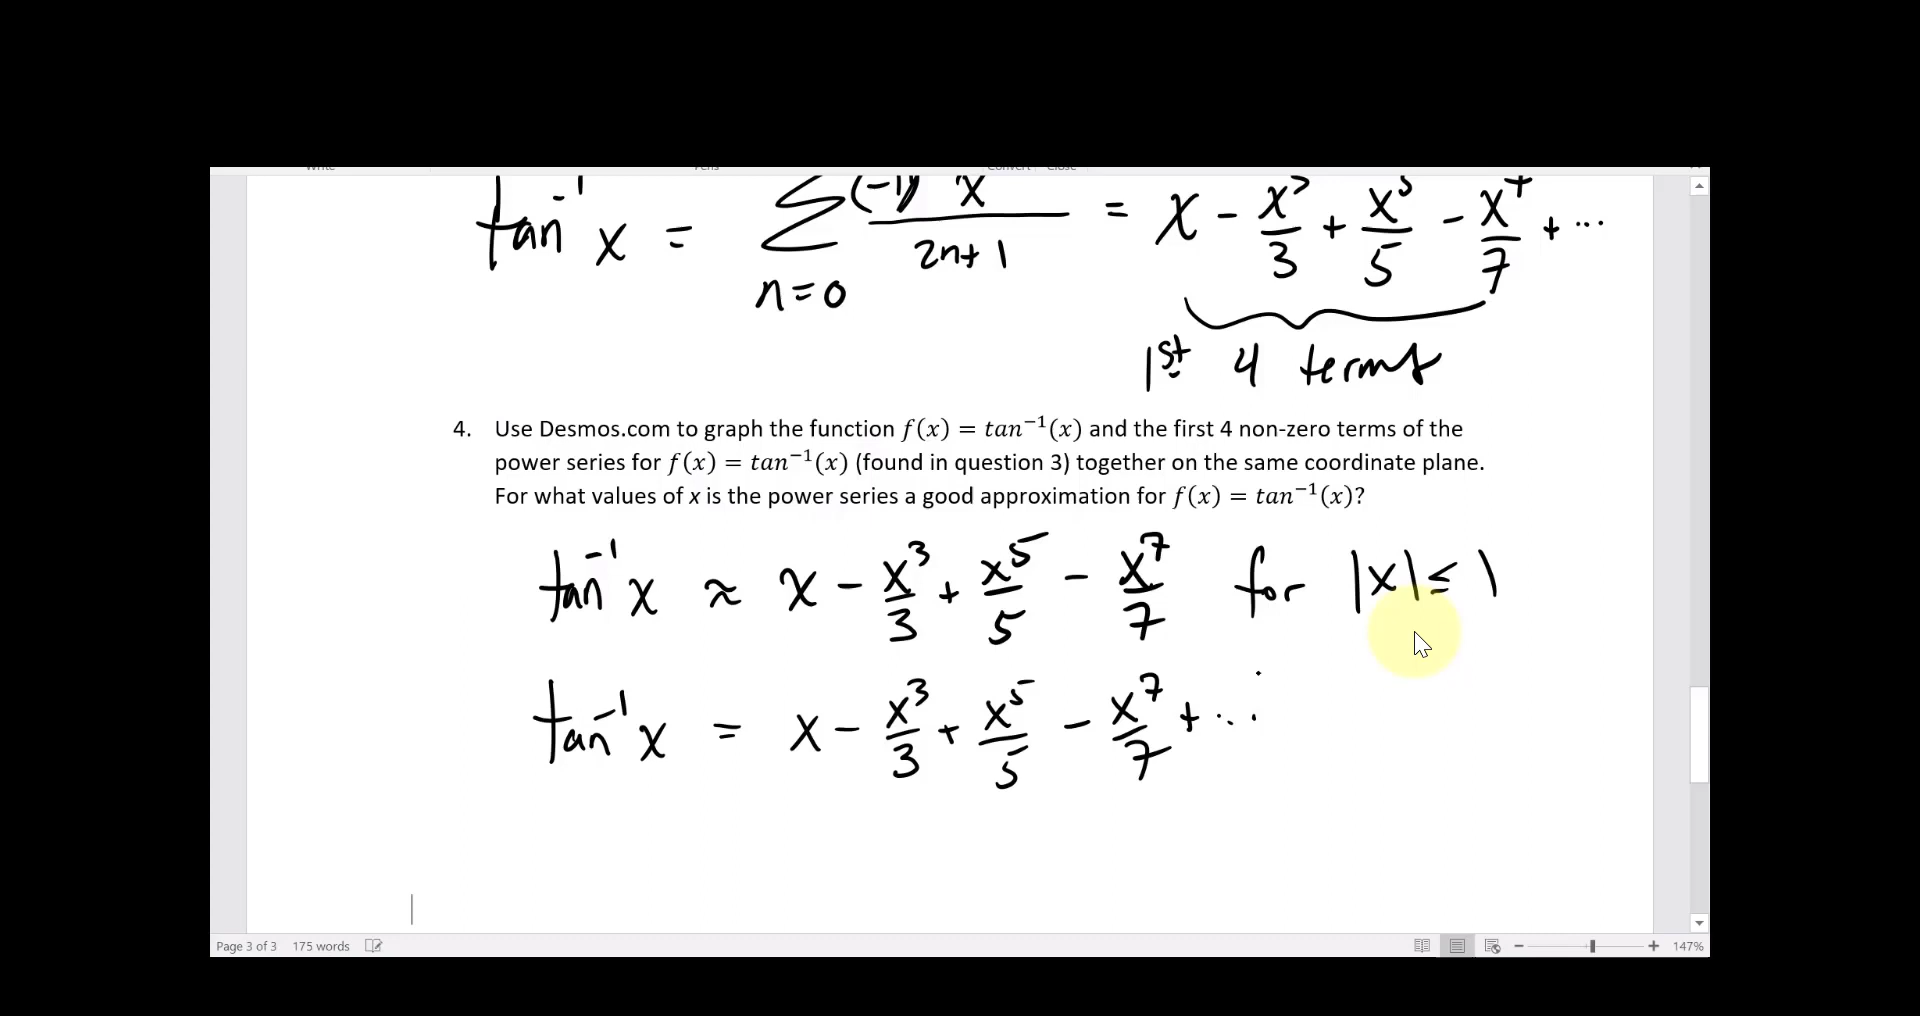 tan⁻¹ x = Σ (-1) x / 2n+1 = x - x³/3 + x⁵/5 - x⁷/7 + ...
n=0
1st 4 terms
4. Use Desmos.com to graph the function f(x) = tan⁻¹(x) and the first 4 non-zero terms of the
power series for f(x) = tan⁻¹(x) (found in question 3) together on the same coordinate plane.
For what values of x is the power series a good approximation for f(x) = tan⁻¹(x)?
tan⁻¹ x ≈ x - x³/3 + x⁵/5 - x⁷/7 for |x| ≤ 1
tan⁻¹ x = x - x³/3 + x⁵/5 - x⁷/7 + ...
Page 3 of 3 175 words 147%